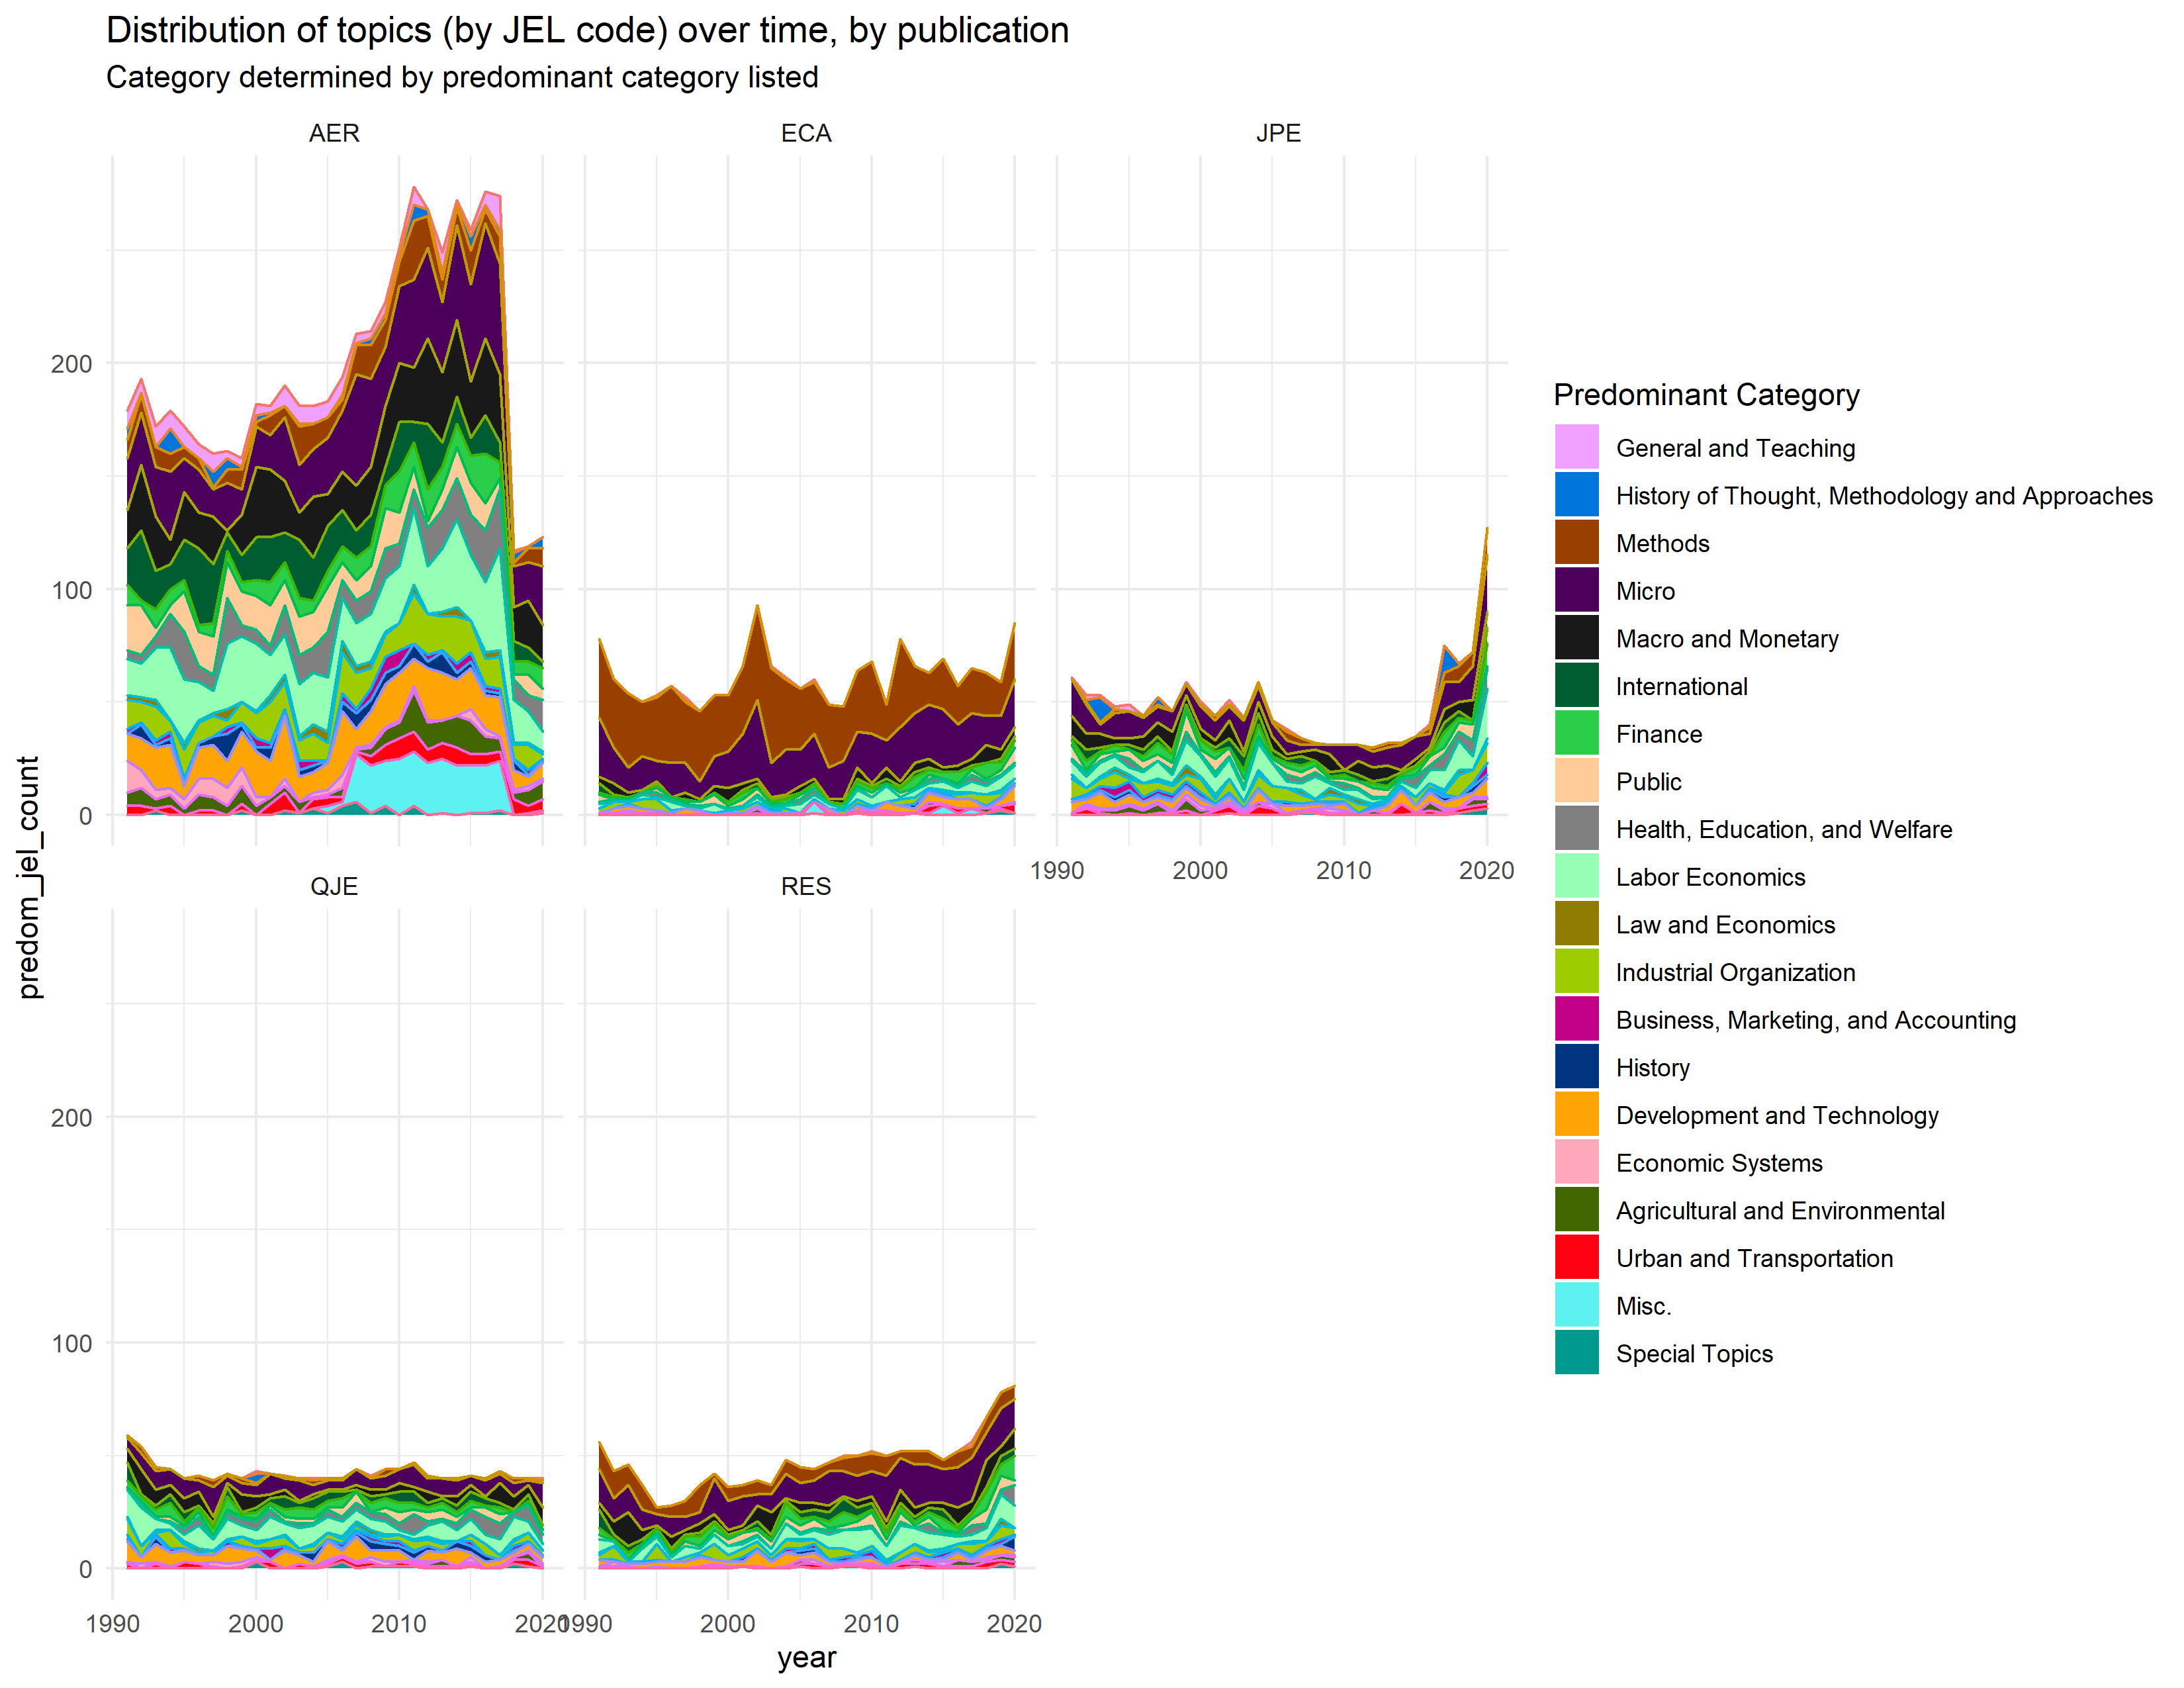 Distribution of topics (by JEL code) over time, by publication
Category determined by predominant category listed
AER
ECA
JPE
200
100
0
1990
2000
2010
2020
QJE
RES
200
100
0
1990
2000
2010
2020
1990
2000
2010
2020
year
predom_jel_count
Predominant Category
General and Teaching
History of Thought, Methodology and Approaches
Methods
Micro
Macro and Monetary
International
Finance
Public
Health, Education, and Welfare
Labor Economics
Law and Economics
Industrial Organization
Business, Marketing, and Accounting
History
Development and Technology
Economic Systems
Agricultural and Environmental
Urban and Transportation
Misc.
Special Topics